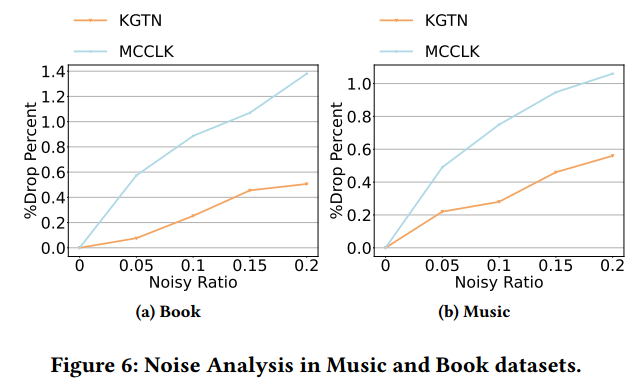 KGTN
MCCLK
%Drop Percent
1.4
1.2
1.0
0.8
0.6
0.4
0.2
0.0
0 0.05 0.1 0.15 0.2
Noisy Ratio
(a) Book
KGTN
MCCLK
%Drop Percent
1.0
0.8
0.6
0.4
0.2
0.0
0 0.05 0.1 0.15 0.2
Noisy Ratio
(b) Music
Figure 6: Noise Analysis in Music and Book datasets.